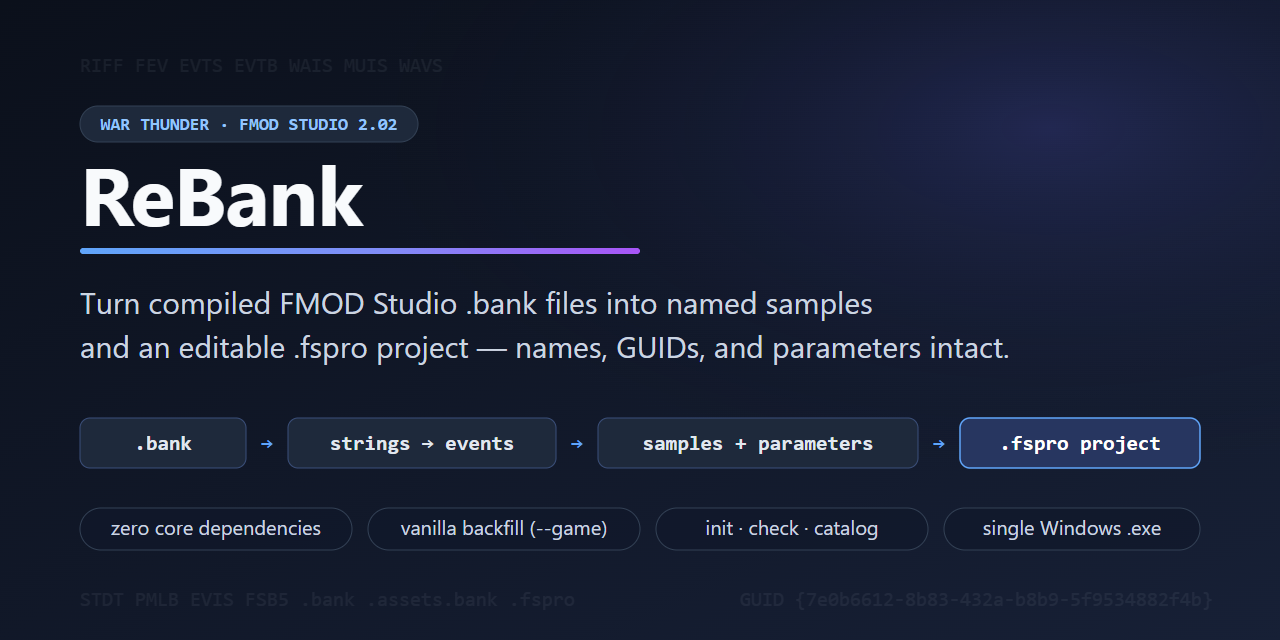 RIFF FEV EVTS EVTB WAIS MUIS WAVS
WAR THUNDER · FMOD STUDIO 2.02
ReBank
Turn compiled FMOD Studio .bank files into named samples
and an editable .fspro project — names, GUIDs, and parameters intact.
.bank → strings → events → samples + parameters → .fspro project
zero core dependencies vanilla backfill (--game) init · check · catalog single Windows .exe
STDT PMLB EVIS FSB5 .bank .assets.bank .fspro GUID {7e0b6612-8b83-432a-b8b9-5f9534882f4b}